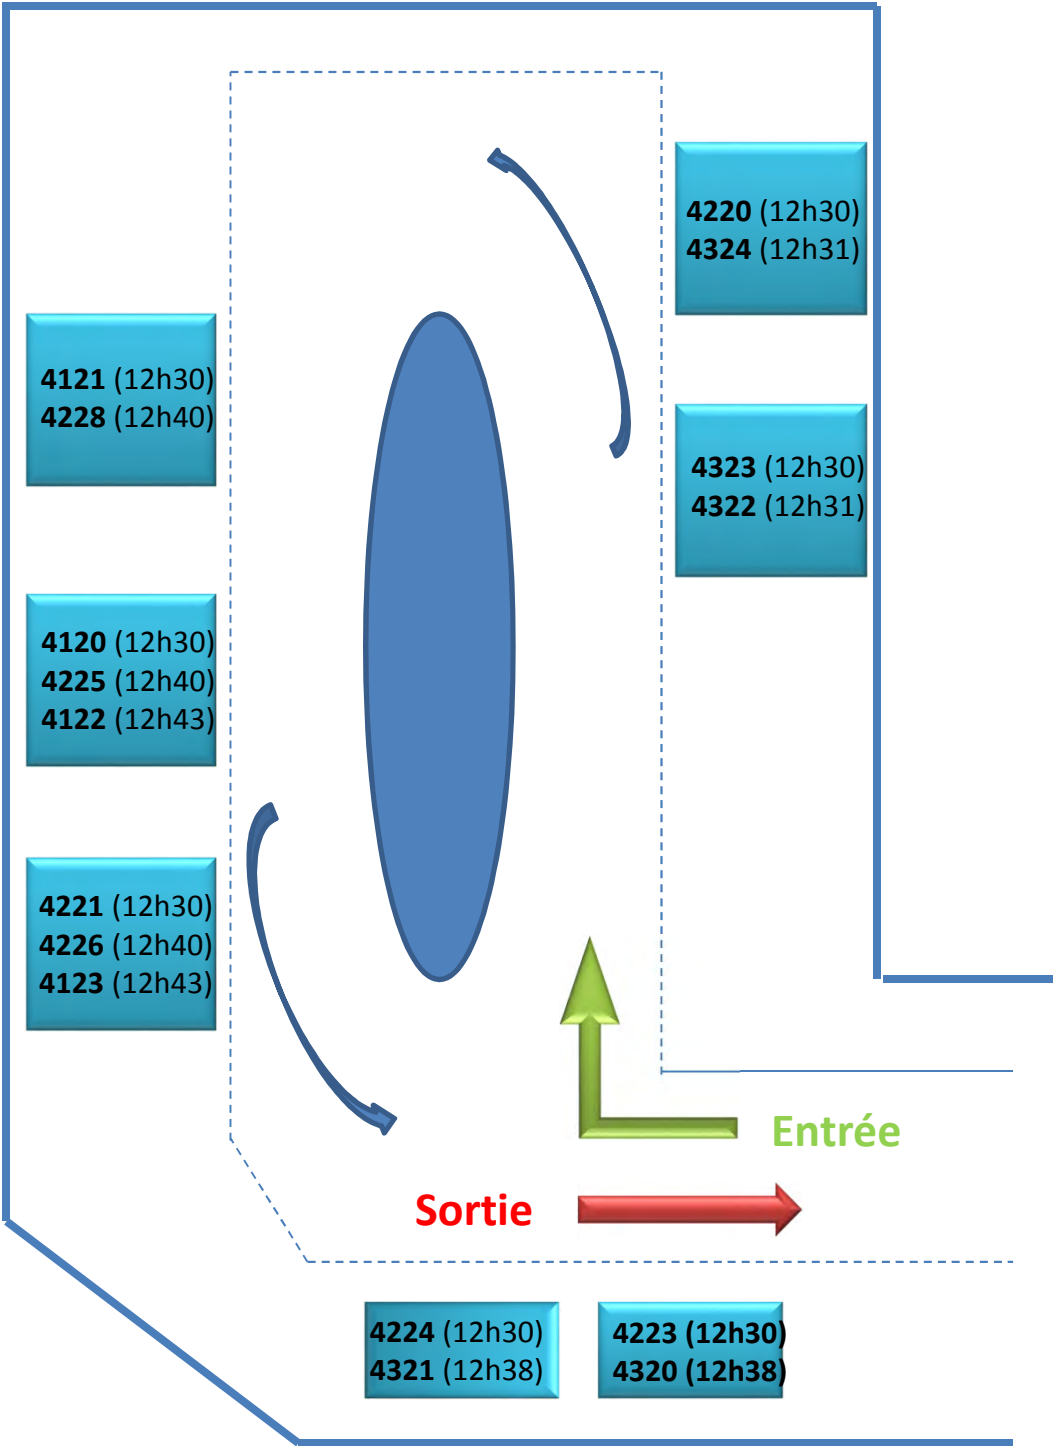 4220 (12h30)
4324 (12h31)
4121 (12h30)
4228 (12h40)
4323 (12h30)
4322 (12h31)
4120 (12h30)
4225 (12h40)
4122 (12h43)
4221 (12h30)
4226 (12h40)
4123 (12h43)
Entrée
Sortie
4224 (12h30)
4321 (12h38)
4223 (12h30)
4320 (12h38)